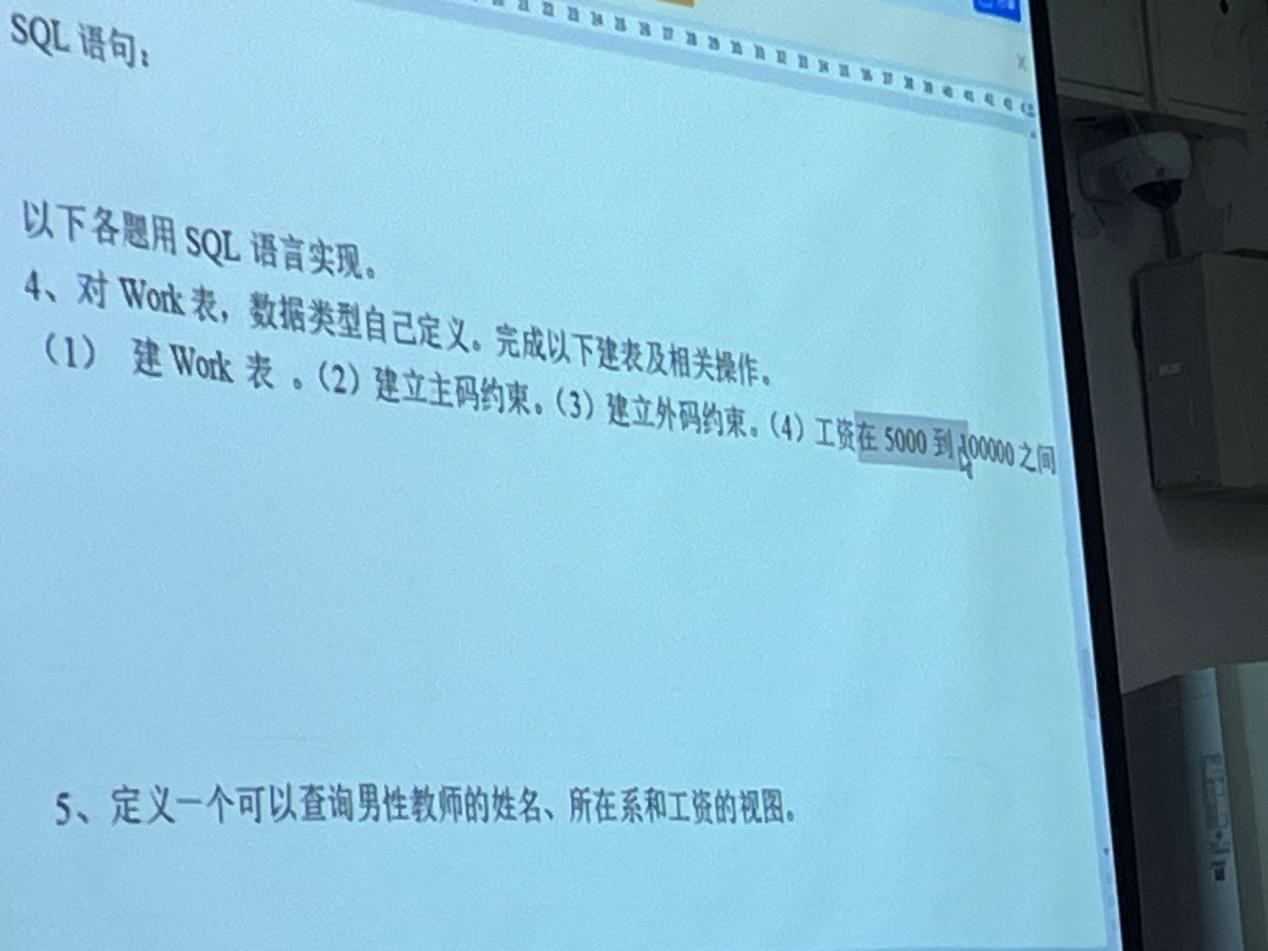 SQL 语句：
以下各题用 SQL 语言实现。
4、对 Work 表，数据类型自己定义。完成以下建表及相关操作。
（1） 建 Work 表 。（2）建立主码约束。（3）建立外码约束。（4）工资在 5000 到 100000 之间
5、定义一个可以查询男性教师的姓名、所在系和工资的视图。